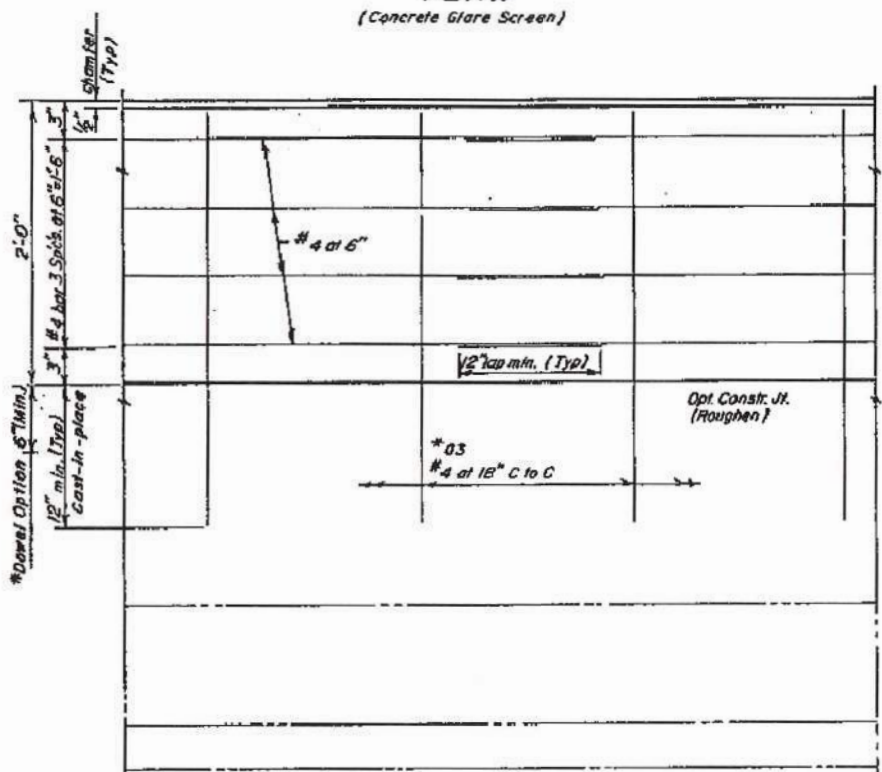 (Concrete Glare Screen)
Chamfer
(Typ)
3"
2'-0"
#4 bar 3 Spcs. at 6"=1'-6"
#4 at 6"
3"
12" lap min. (Typ)
Opt. Constr. Jt.
(Roughen)
*Dowel Option 6"(Min.)
12" min. (Typ)
Cast-in-place
*03
#4 at 18" C to C